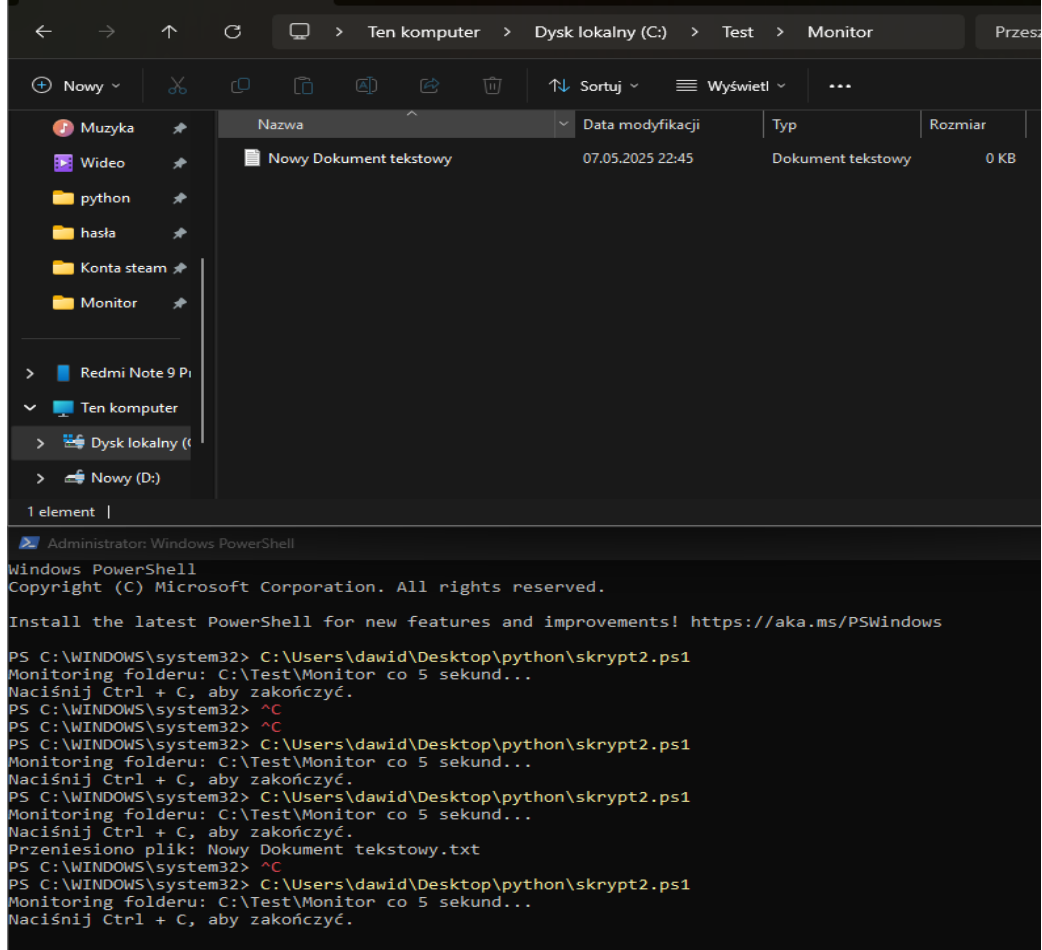 Ten komputer > Dysk lokalny (C:) > Test > Monitor
Nowy Sortuj Wyświetl ...
Nazwa Data modyfikacji Typ Rozmiar
Muzyka
Nowy Dokument tekstowy 07.05.2025 22:45 Dokument tekstowy 0 KB
Wideo
python
hasła
Konta steam
Monitor
Redmi Note 9
Ten komputer
Dysk lokalny
Nowy (D:)
1 element
Administrator: Windows PowerShell
Windows PowerShell
Copyright (C) Microsoft Corporation. All rights reserved.
Install the latest PowerShell for new features and improvements! https://aka.ms/PSWindows
PS C:\WINDOWS\system32> C:\Users\dawid\Desktop\python\skrypt2.ps1
Monitoring folderu: C:\Test\Monitor co 5 sekund...
Naciśnij Ctrl + C, aby zakończyć.
PS C:\WINDOWS\system32> ^C
PS C:\WINDOWS\system32> ^C
PS C:\WINDOWS\system32> C:\Users\dawid\Desktop\python\skrypt2.ps1
Monitoring folderu: C:\Test\Monitor co 5 sekund...
Naciśnij Ctrl + C, aby zakończyć.
PS C:\WINDOWS\system32> C:\Users\dawid\Desktop\python\skrypt2.ps1
Monitoring folderu: C:\Test\Monitor co 5 sekund...
Naciśnij Ctrl + C, aby zakończyć.
Przeniesiono plik: Nowy Dokument tekstowy.txt
PS C:\WINDOWS\system32> ^C
PS C:\WINDOWS\system32> C:\Users\dawid\Desktop\python\skrypt2.ps1
Monitoring folderu: C:\Test\Monitor co 5 sekund...
Naciśnij Ctrl + C, aby zakończyć.